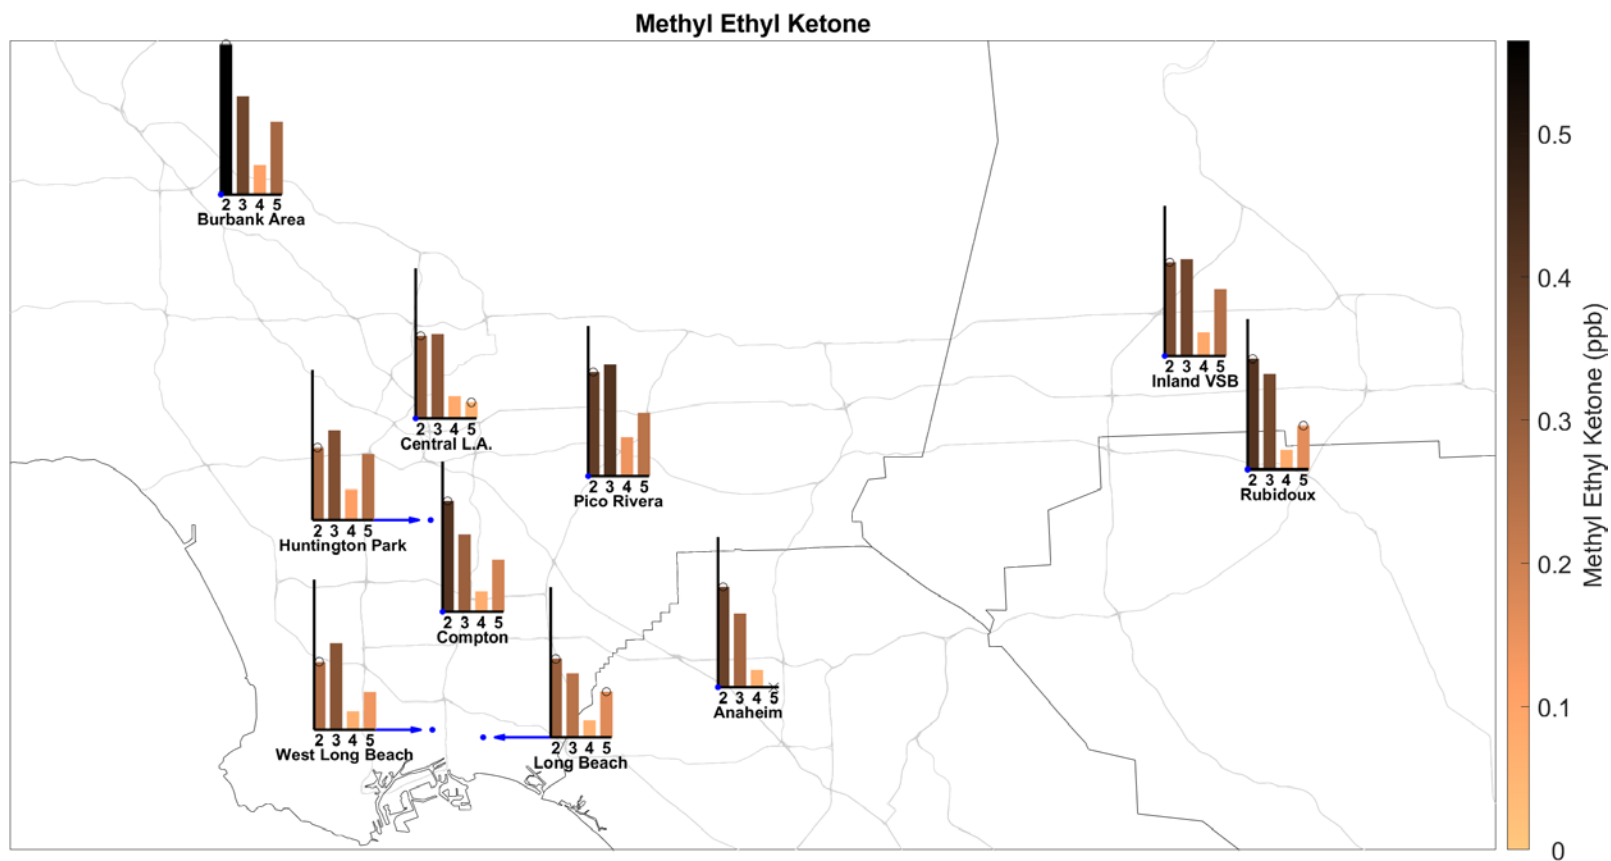 Methyl Ethyl Ketone
2 3 4 5
Burbank Area
2 3 4 5
Inland VSB
2 3 4 5
Central L.A.
2 3 4 5
Pico Rivera
2 3 4 5
Rubidoux
2 3 4 5
Huntington Park
2 3 4 5
Compton
2 3 4 5
Anaheim
2 3 4 5
West Long Beach
2 3 4 5
Long Beach
0.5
0.4
0.3
0.2
0.1
0
Methyl Ethyl Ketone (ppb)